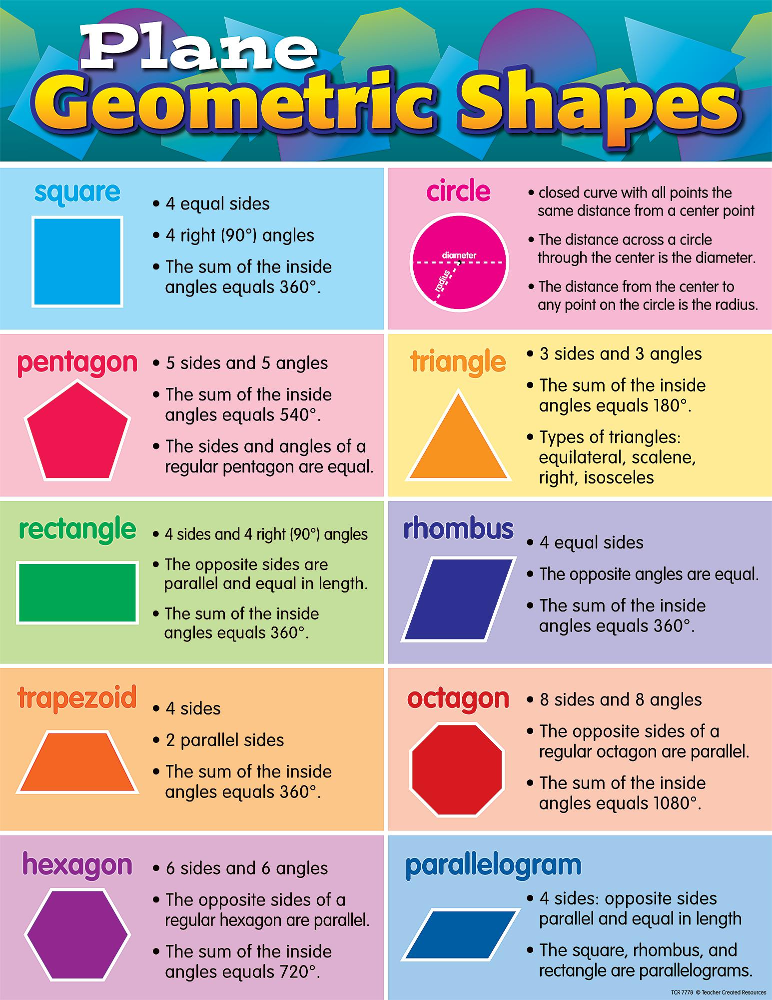 Plane
Geometric Shapes
square
• 4 equal sides
• 4 right (90°) angles
• The sum of the inside
angles equals 360°.
circle
diameter
radius
• closed curve with all points the
same distance from a center point
• The distance across a circle
through the center is the diameter.
• The distance from the center to
any point on the circle is the radius.
pentagon
• 5 sides and 5 angles
• The sum of the inside
angles equals 540°.
• The sides and angles of a
regular pentagon are equal.
triangle
• 3 sides and 3 angles
• The sum of the inside
angles equals 180°.
• Types of triangles:
equilateral, scalene,
right, isosceles
rectangle
• 4 sides and 4 right (90°) angles
• The opposite sides are
parallel and equal in length.
• The sum of the inside
angles equals 360°.
rhombus
• 4 equal sides
• The opposite angles are equal.
• The sum of the inside
angles equals 360°.
trapezoid
• 4 sides
• 2 parallel sides
• The sum of the inside
angles equals 360°.
octagon
• 8 sides and 8 angles
• The opposite sides of a
regular octagon are parallel.
• The sum of the inside
angles equals 1080°.
hexagon
• 6 sides and 6 angles
• The opposite sides of a
regular hexagon are parallel.
• The sum of the inside
angles equals 720°.
parallelogram
• 4 sides: opposite sides
parallel and equal in length
• The square, rhombus, and
rectangle are parallelograms.
TCR 7778 © Teacher Created Resources